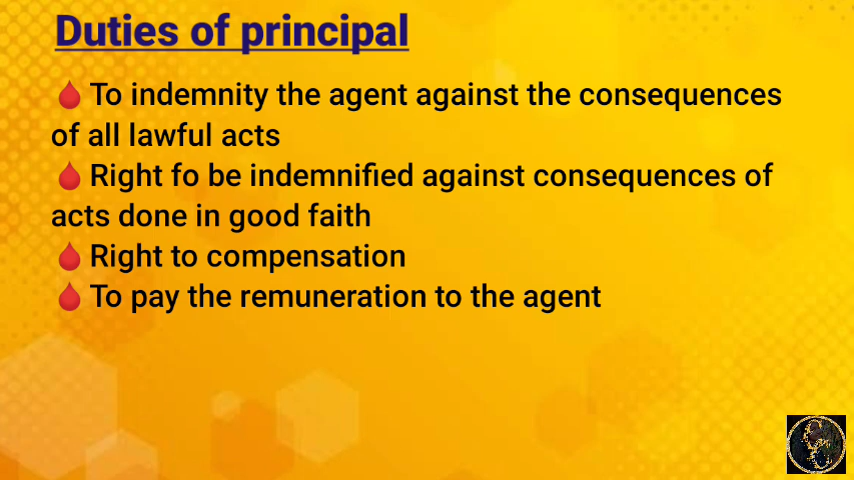 Duties of principal
🩸To indemnity the agent against the consequences
of all lawful acts
🩸Right fo be indemnified against consequences of
acts done in good faith
🩸Right to compensation
🩸To pay the remuneration to the agent